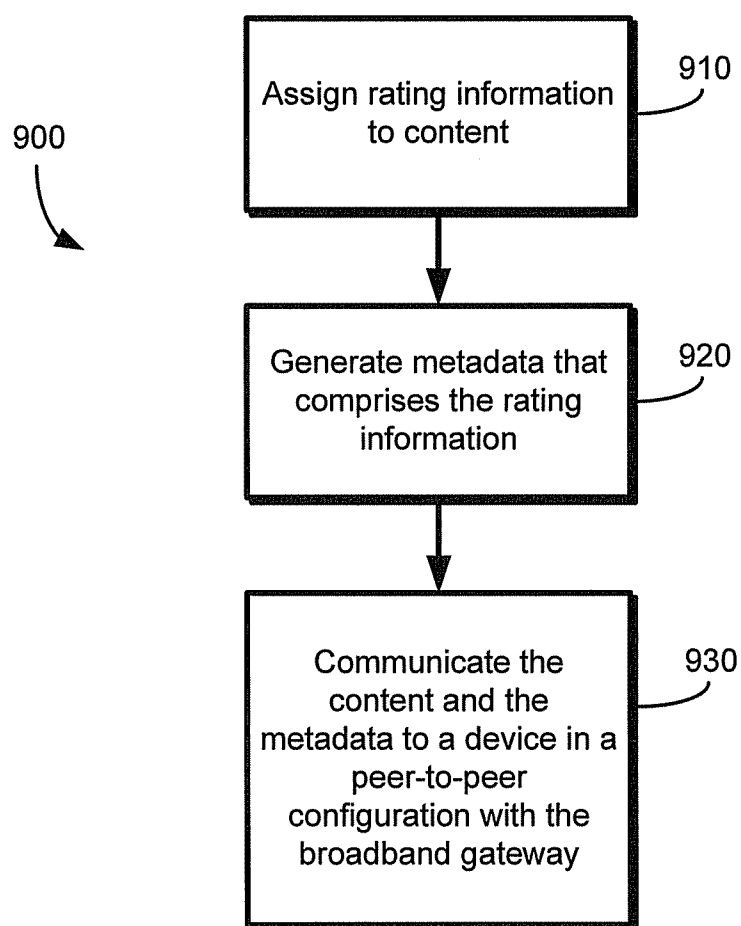 900
Assign rating information
to content
910
Generate metadata that
comprises the rating
information
920
Communicate the
content and the
metadata to a device in a
peer-to-peer
configuration with the
broadband gateway
930